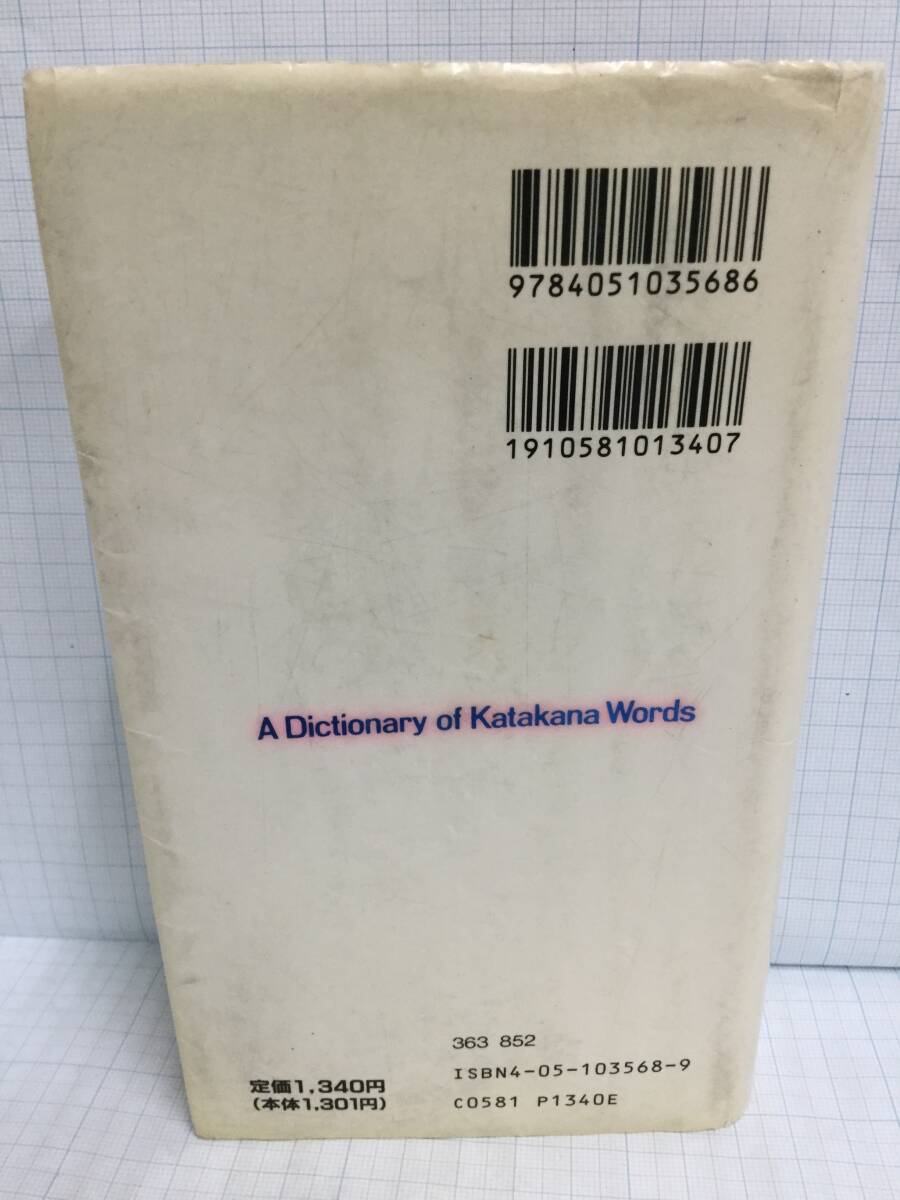 9784051035686
1910581013407
A Dictionary of Katakana Words
363 852
定価1,340円
(本体1,301円)
ISBN4-05-103568-9
C0581 P1340E